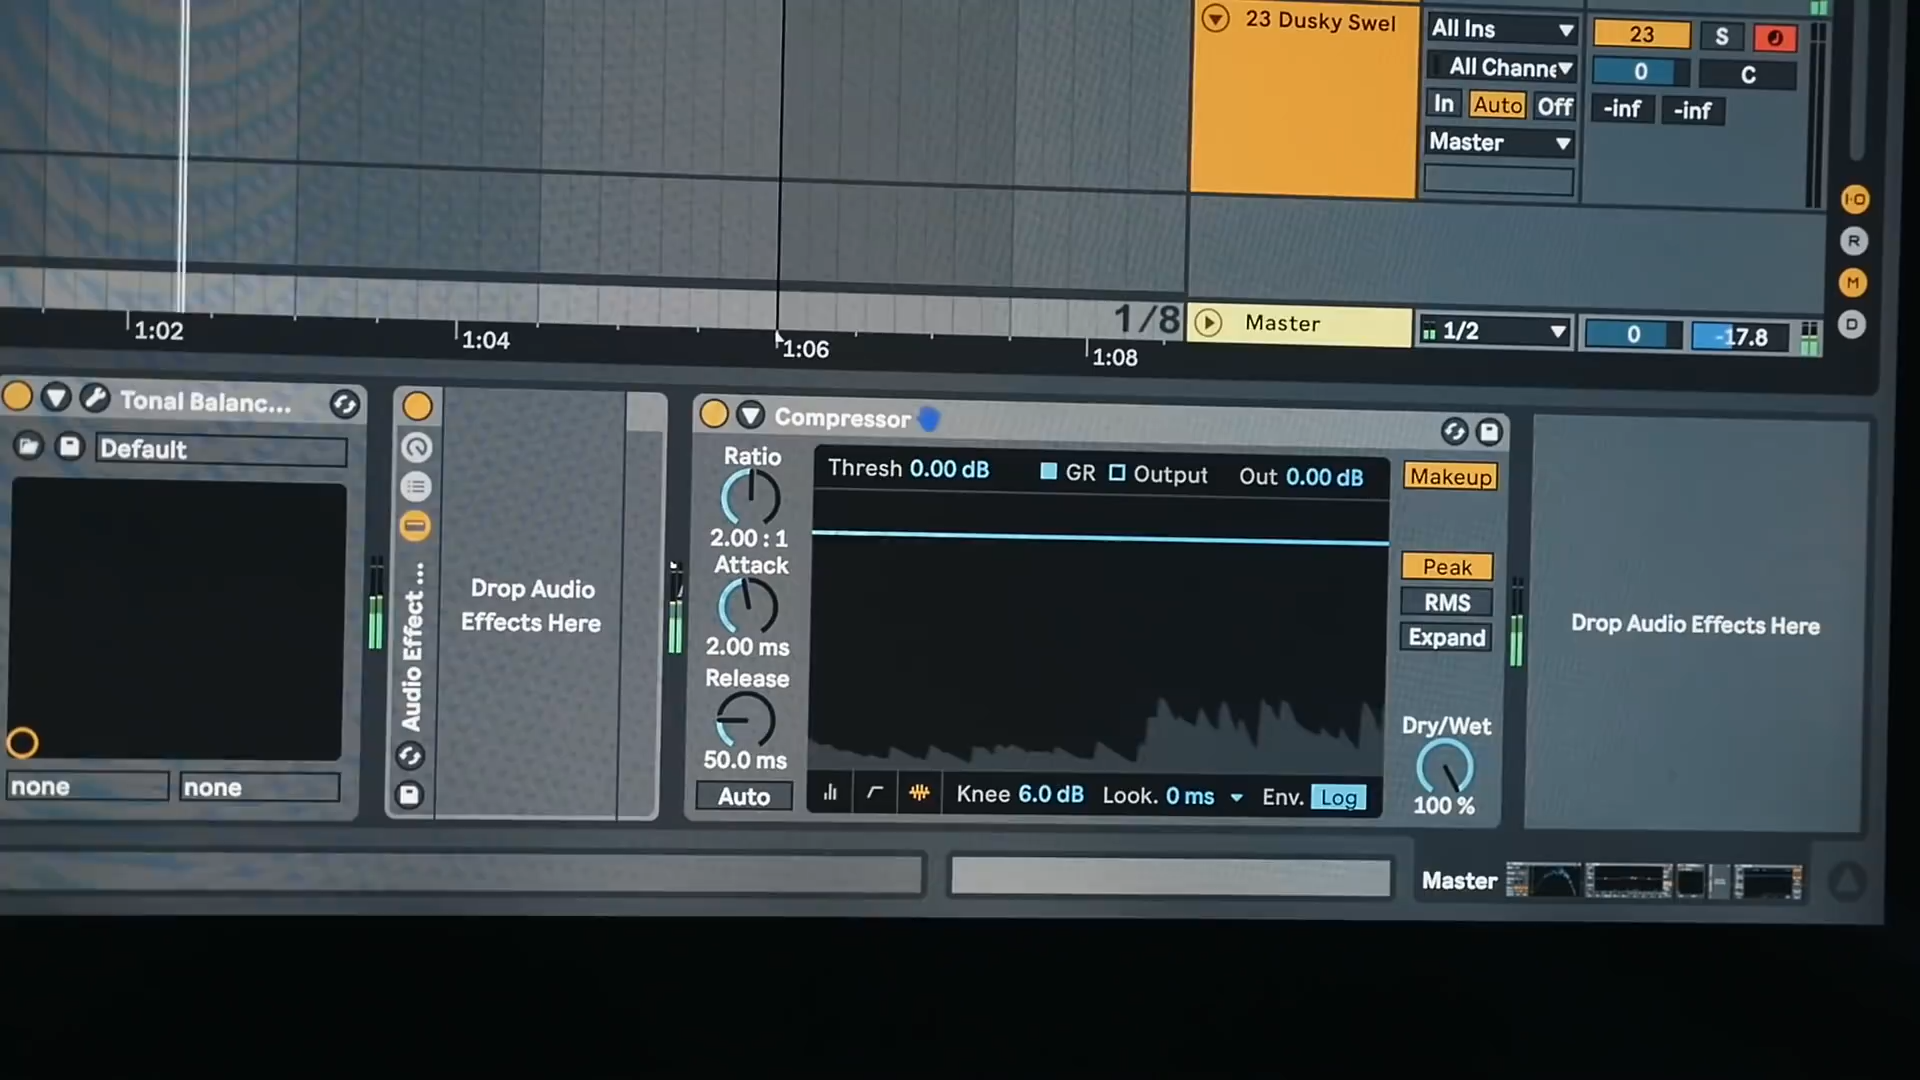 23 Dusky Swel
All Ins
23
S
All Channe
0
C
In
Auto
Off
-inf
-inf
Master
I-O
R
M
D
1/8
Master
1/2
0
-17.8
1:02
1:04
1:06
1:08
Tonal Balanc...
Default
none
none
Audio Effect ...
Drop Audio
Effects Here
Compressor
Ratio
2.00 : 1
Attack
2.00 ms
Release
50.0 ms
Auto
Thresh 0.00 dB
GR
Output
Out 0.00 dB
Knee 6.0 dB
Look. 0 ms
Env.
Log
Makeup
Peak
RMS
Expand
Dry/Wet
100 %
Drop Audio Effects Here
Master